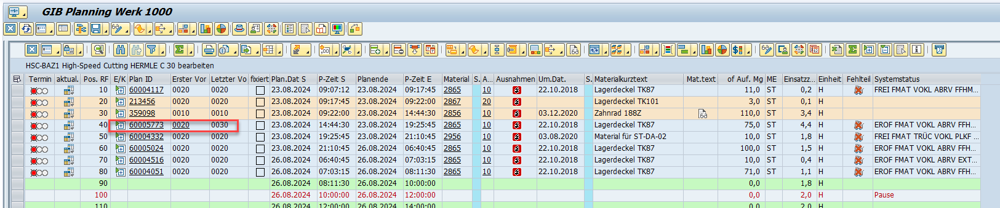 GIB Planning Werk 1000
HSC-BAZ1 High-Speed Cutting HERMLE C 30 bearbeiten
Termin aktual. Pos. RF E/K Plan ID Erster Vor Letzter Vo fixiert Plan.Dat S P-Zeit S Planende P-Zeit E Material S. A... Ausnahmen Um.Dat. S. Materialkurztext Mat.text of Auf. Mg ME Einsatzz... Einheit Fehlteil Systemstatus
10 60004117 0020 0020 23.08.2024 09:07:12 23.08.2024 09:17:45 2865 10 22.10.2018 Lagerdeckel TK87 11,0 ST 0,2 H FREI FMAT VOKL ABRV FFHM...
20 213456 0020 0020 23.08.2024 09:17:45 23.08.2024 09:22:00 2867 20 Lagerdeckel TK101 3,0 ST 0,1 H
30 359098 0010 0010 23.08.2024 09:22:00 23.08.2024 14:44:30 2856 10 03.12.2020 Zahnrad 188Z 110,0 ST 3,4 H
40 60005773 0020 0030 23.08.2024 14:44:30 23.08.2024 19:25:45 2865 10 22.10.2018 Lagerdeckel TK87 75,0 ST 4,4 H EROF FMAT VOKL ABRV FFH...
50 60004332 0020 0020 23.08.2024 19:25:45 23.08.2024 21:10:45 2956 10 03.08.2020 Material für ST-DA-02 10,0 ST 1,8 H FREI FMAT TRÜC VOKL PLKF ...
60 60005024 0020 0020 23.08.2024 21:10:45 26.08.2024 06:40:45 2865 10 22.10.2018 Lagerdeckel TK87 100,0 ST 1,5 H EROF FMAT VOKL ABRV FFH...
70 60004516 0020 0020 26.08.2024 06:40:45 26.08.2024 07:03:15 2865 10 22.10.2018 Lagerdeckel TK87 10,0 ST 0,4 H EROF FMAT VOKL ABRV EXT...
80 60004051 0020 0020 26.08.2024 07:03:15 26.08.2024 08:11:30 2865 10 22.10.2018 Lagerdeckel TK87 71,0 ST 1,1 H EROF FMAT VOKL ABRV FFH...
90 26.08.2024 08:11:30 26.08.2024 10:00:00 0,0 1,8 H
100 26.08.2024 10:00:00 26.08.2024 12:00:00 0,0 2,0 H Pause
110 26.08.2024 12:00:00 26.08.2024 14:00:00 0,0 2,0 H